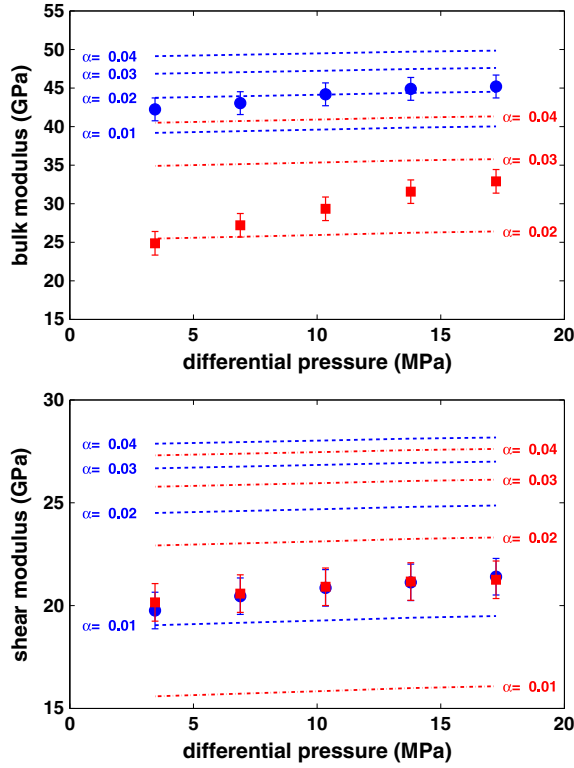 55
50
45
40
35
30
25
20
15
bulk modulus (GPa)
α= 0.04
α= 0.03
α= 0.02
α= 0.01
α= 0.04
α= 0.03
α= 0.02
0 5 10 15 20
differential pressure (MPa)
30
25
20
15
shear modulus (GPa)
α= 0.04
α= 0.03
α= 0.02
α= 0.01
α= 0.04
α= 0.03
α= 0.02
α= 0.01
0 5 10 15 20
differential pressure (MPa)